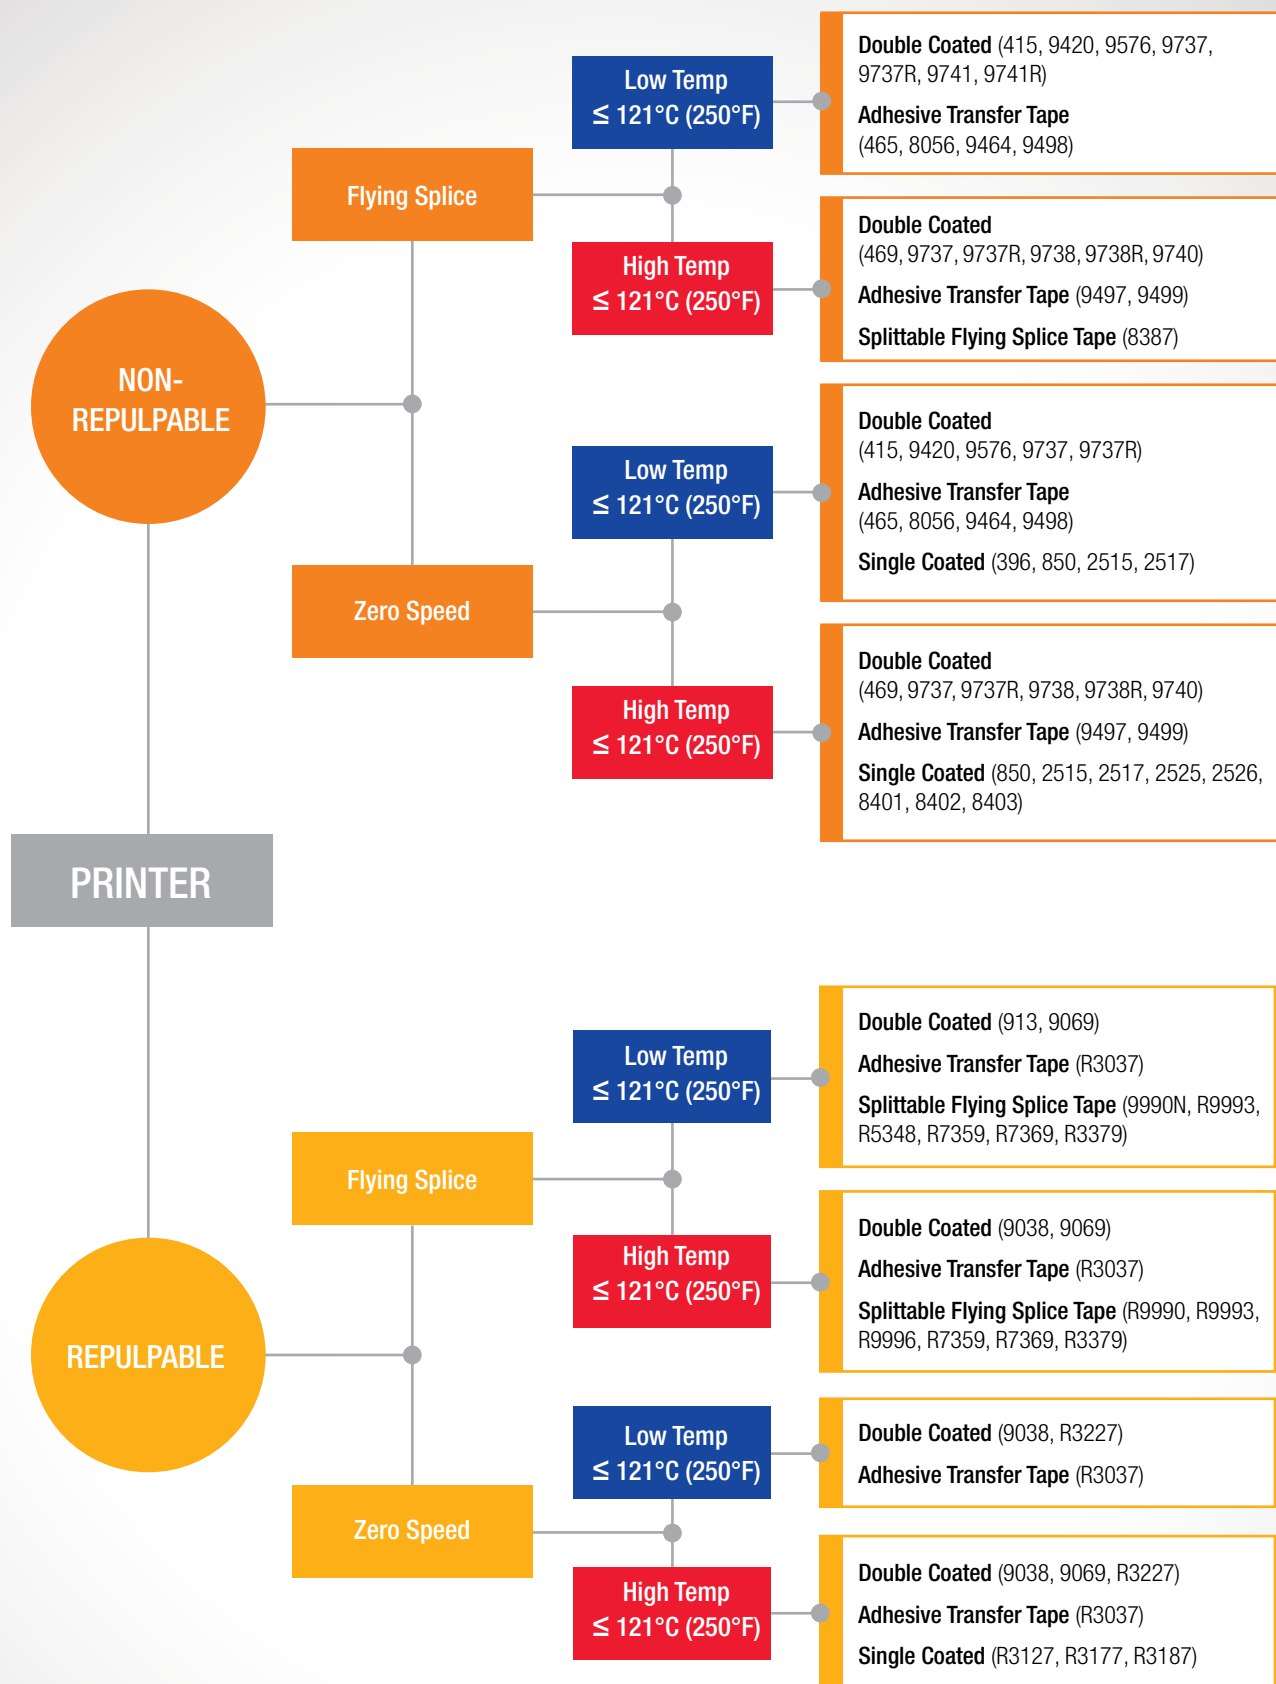 Low Temp
≤ 121°C (250°F)
Double Coated (415, 9420, 9576, 9737,
9737R, 9741, 9741R)
Adhesive Transfer Tape
(465, 8056, 9464, 9498)
Flying Splice
High Temp
≤ 121°C (250°F)
Double Coated
(469, 9737, 9737R, 9738, 9738R, 9740)
Adhesive Transfer Tape (9497, 9499)
Splittable Flying Splice Tape (8387)
NON-
REPULPABLE
Low Temp
≤ 121°C (250°F)
Double Coated
(415, 9420, 9576, 9737, 9737R)
Adhesive Transfer Tape
(465, 8056, 9464, 9498)
Single Coated (396, 850, 2515, 2517)
Zero Speed
High Temp
≤ 121°C (250°F)
Double Coated
(469, 9737, 9737R, 9738, 9738R, 9740)
Adhesive Transfer Tape (9497, 9499)
Single Coated (850, 2515, 2517, 2525, 2526,
8401, 8402, 8403)
PRINTER
Low Temp
≤ 121°C (250°F)
Double Coated (913, 9069)
Adhesive Transfer Tape (R3037)
Splittable Flying Splice Tape (9990N, R9993,
R5348, R7359, R7369, R3379)
Flying Splice
High Temp
≤ 121°C (250°F)
Double Coated (9038, 9069)
Adhesive Transfer Tape (R3037)
Splittable Flying Splice Tape (R9990, R9993,
R9996, R7359, R7369, R3379)
REPULPABLE
Low Temp
≤ 121°C (250°F)
Double Coated (9038, R3227)
Adhesive Transfer Tape (R3037)
Zero Speed
High Temp
≤ 121°C (250°F)
Double Coated (9038, 9069, R3227)
Adhesive Transfer Tape (R3037)
Single Coated (R3127, R3177, R3187)